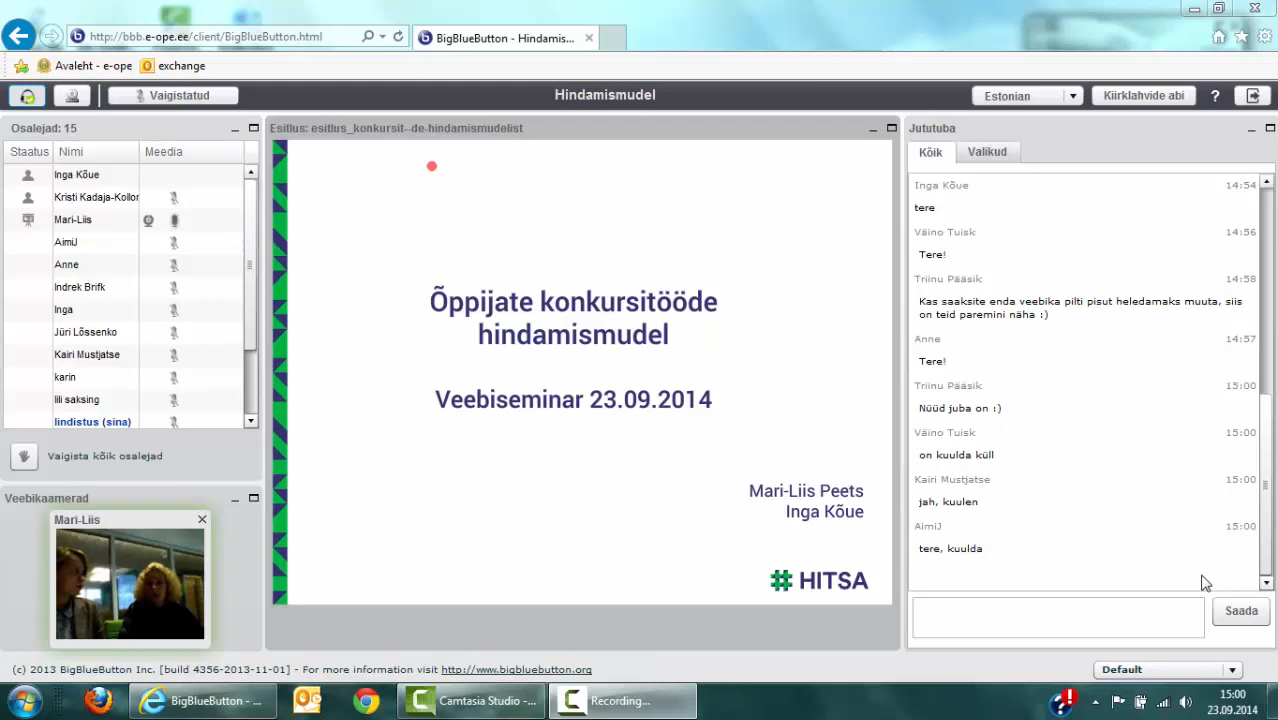 http://bbb.e-ope.ee/client/BigBlueButton.html
BigBlueButton - Hindamis...
Avaleht - e-ope
exchange
Vaigistatud
Hindamismudel
Estonian
Kiirklahvide abi
?
Osalejad: 15
Staatus Nimi Meedia
Inga Kõue
Kristi Kadaja-Kollor
Mari-Liis
AimiJ
Anne
Indrek Brifk
Inga
Jüri Lõssenko
Kairi Mustjatse
karin
lili saksing
lindistus (sina)
Vaigista kõik osalejad
Veebikaamerad
Mari-Liis
Esitlus: esitlus_konkursit--de-hindamismudelist
Õppijate konkursitööde
hindamismudel
Veebiseminar 23.09.2014
Mari-Liis Peets
Inga Kõue
HITSA
Jututuba
Kõik Valikud
Inga Kõue 14:54
tere
Väino Tuisk 14:56
Tere!
Triinu Pääsik 14:58
Kas saaksite enda veebika pilti pisut heledamaks muuta, siis
on teid paremini näha :)
Anne 14:57
Tere!
Triinu Pääsik 15:00
Nüüd juba on :)
Väino Tuisk 15:00
on kuulda küll
Kairi Mustjatse 15:00
jah, kuulen
AimiJ 15:00
tere, kuulda
Saada
(c) 2013 BigBlueButton Inc. [build 4356-2013-11-01] - For more information visit http://www.bigbluebutton.org
Default
BigBlueButton - ...
Camtasia Studio -...
Recording...
15:00
23.09.2014